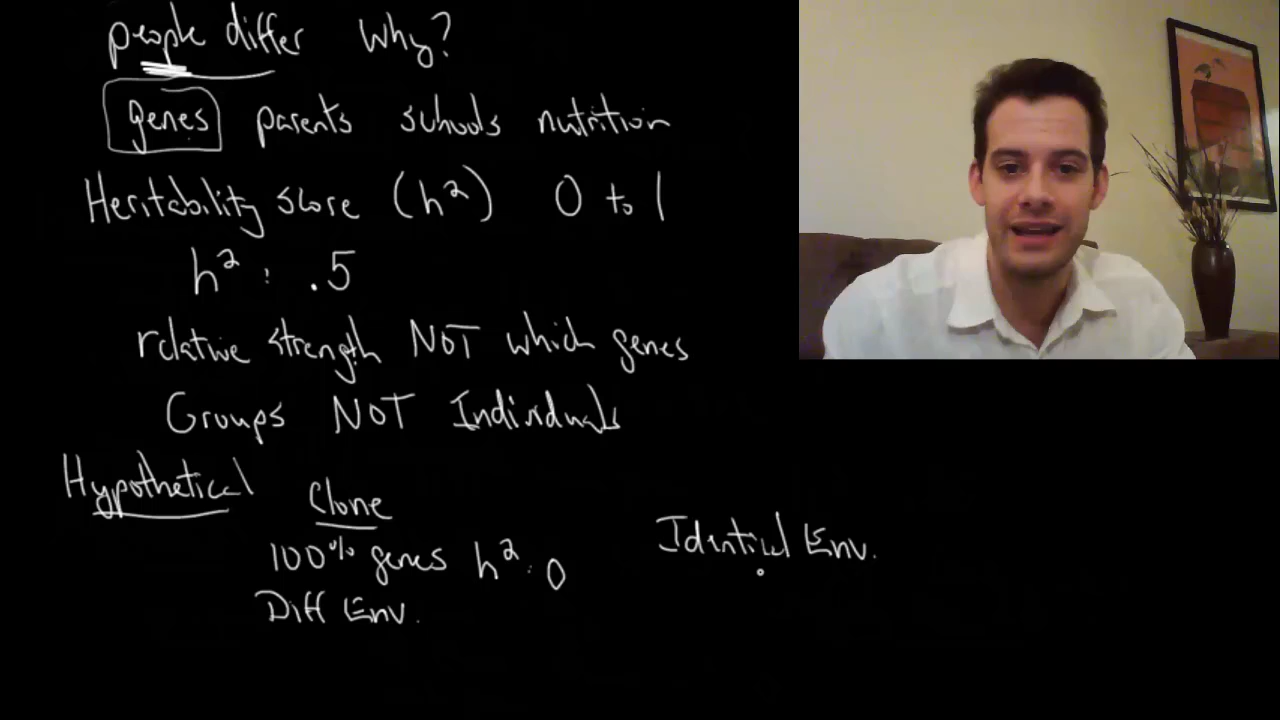 people differ Why?
genes parents schools nutrition
Heritability score (h²) 0 to 1
h² : .5
relative strength NOT which genes
Groups NOT Individuals
Hypothetical
Clone
100% genes h² : 0
Identical Env.
Diff Env.